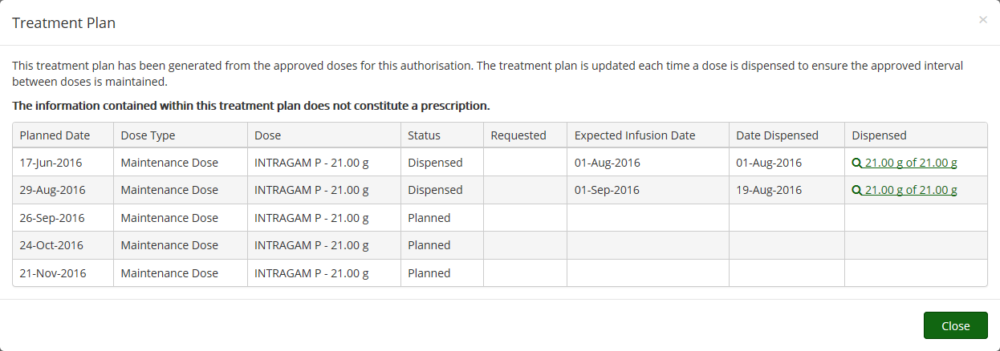 Treatment Plan ×
This treatment plan has been generated from the approved doses for this authorisation. The treatment plan is updated each time a dose is dispensed to ensure the approved interval
between doses is maintained.
The information contained within this treatment plan does not constitute a prescription.
Planned Date Dose Type Dose Status Requested Expected Infusion Date Date Dispensed Dispensed
17-Jun-2016 Maintenance Dose INTRAGAM P - 21.00 g Dispensed 01-Aug-2016 01-Aug-2016 21.00 g of 21.00 g
29-Aug-2016 Maintenance Dose INTRAGAM P - 21.00 g Dispensed 01-Sep-2016 19-Aug-2016 21.00 g of 21.00 g
26-Sep-2016 Maintenance Dose INTRAGAM P - 21.00 g Planned
24-Oct-2016 Maintenance Dose INTRAGAM P - 21.00 g Planned
21-Nov-2016 Maintenance Dose INTRAGAM P - 21.00 g Planned
Close